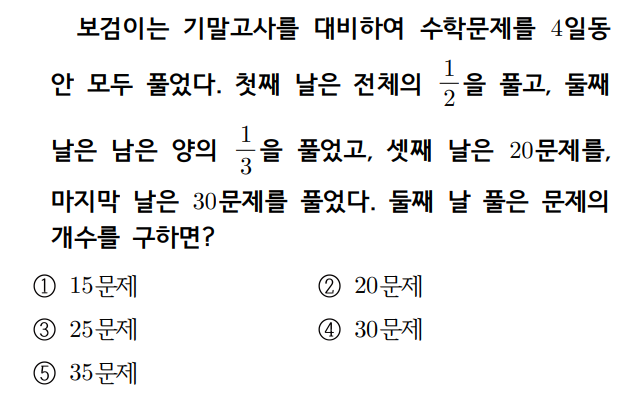 보검이는 기말고사를 대비하여 수학문제를 4일동
안 모두 풀었다. 첫째 날은 전체의 1/2을 풀고, 둘째
날은 남은 양의 1/3을 풀었고, 셋째 날은 20문제를,
마지막 날은 30문제를 풀었다. 둘째 날 풀은 문제의
개수를 구하면?
① 15문제 ② 20문제
③ 25문제 ④ 30문제
⑤ 35문제